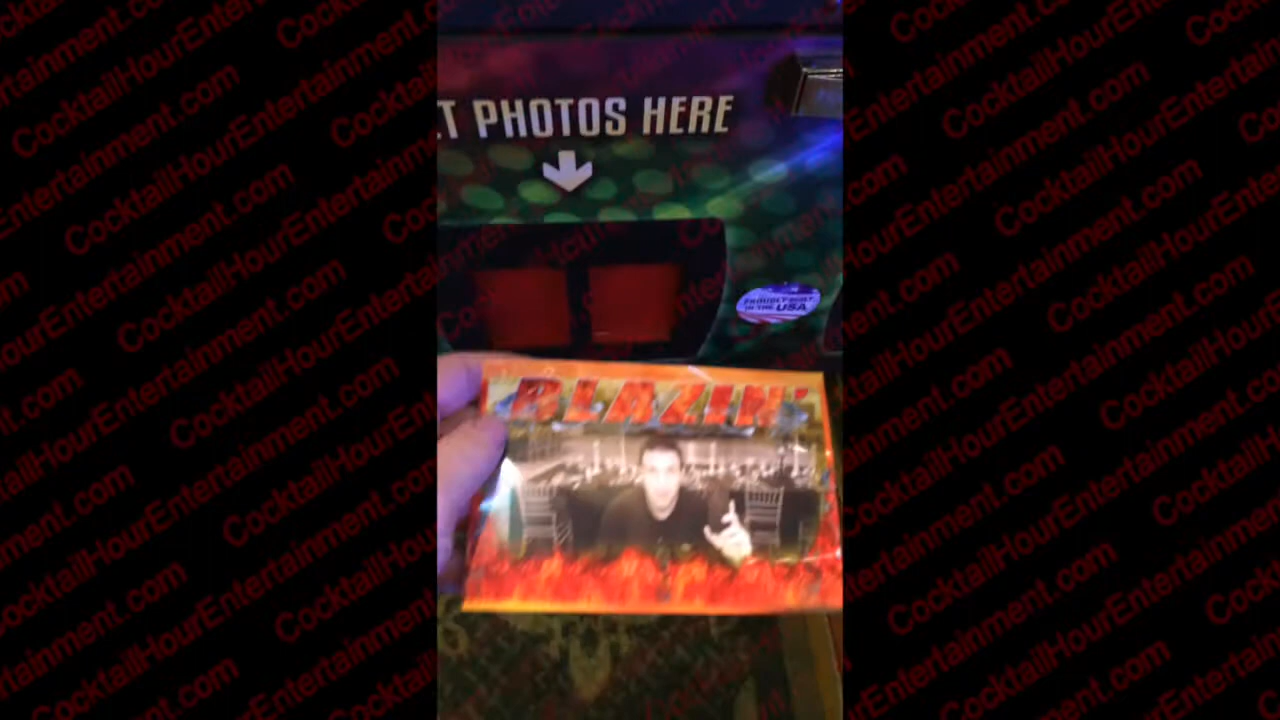 T PHOTOS HERE
PROUDLY BUILT
IN THE USA
BLAZIN'
CocktailHourEntertainment.com